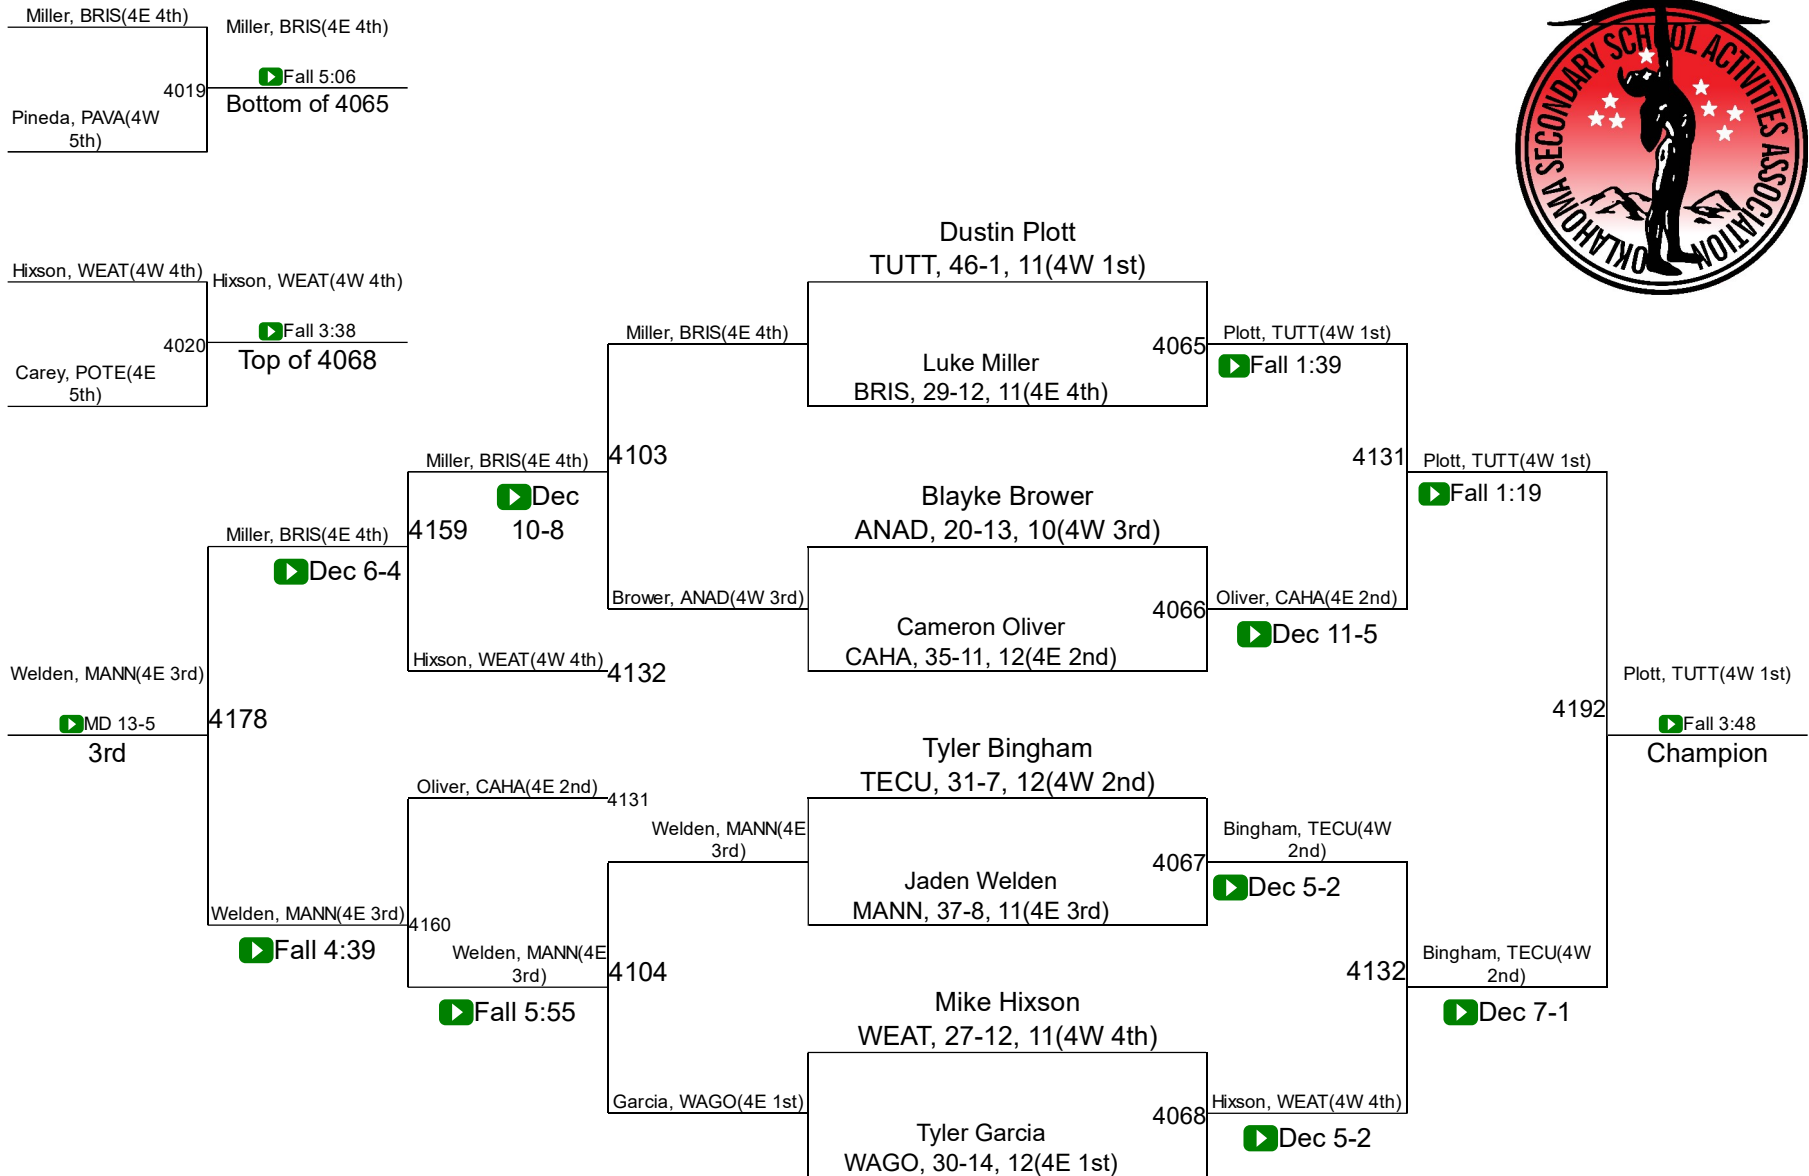 Miller, BRIS(4E 4th)
Miller, BRIS(4E 4th)
4019
Fall 5:06
Bottom of 4065
Pineda, PAVA(4W
5th)
OKLAHOMA SECONDARY SCHOOL ACTIVITIES ASSOCIATION
Hixson, WEAT(4W 4th)
Hixson, WEAT(4W 4th)
4020
Fall 3:38
Top of 4068
Carey, POTE(4E
5th)
Dustin Plott
TUTT, 46-1, 11(4W 1st)
Miller, BRIS(4E 4th)
4065
Plott, TUTT(4W 1st)
Fall 1:39
Luke Miller
BRIS, 29-12, 11(4E 4th)
Miller, BRIS(4E 4th)
4103
4131
Plott, TUTT(4W 1st)
Dec
10-8
Fall 1:19
Blayke Brower
ANAD, 20-13, 10(4W 3rd)
Miller, BRIS(4E 4th)
4159
Dec 6-4
Brower, ANAD(4W 3rd)
4066
Oliver, CAHA(4E 2nd)
Cameron Oliver
CAHA, 35-11, 12(4E 2nd)
Dec 11-5
Hixson, WEAT(4W 4th)
4132
Welden, MANN(4E 3rd)
Plott, TUTT(4W 1st)
MD 13-5
4178
4192
Fall 3:48
3rd
Champion
Tyler Bingham
TECU, 31-7, 12(4W 2nd)
Oliver, CAHA(4E 2nd)
4131
Welden, MANN(4E
3rd)
4067
Bingham, TECU(4W
2nd)
Jaden Welden
MANN, 37-8, 11(4E 3rd)
Dec 5-2
Welden, MANN(4E 3rd)
4160
Fall 4:39
Welden, MANN(4E
3rd)
4104
4132
Bingham, TECU(4W
2nd)
Fall 5:55
Dec 7-1
Mike Hixson
WEAT, 27-12, 11(4W 4th)
Garcia, WAGO(4E 1st)
4068
Hixson, WEAT(4W 4th)
Tyler Garcia
WAGO, 30-14, 12(4E 1st)
Dec 5-2